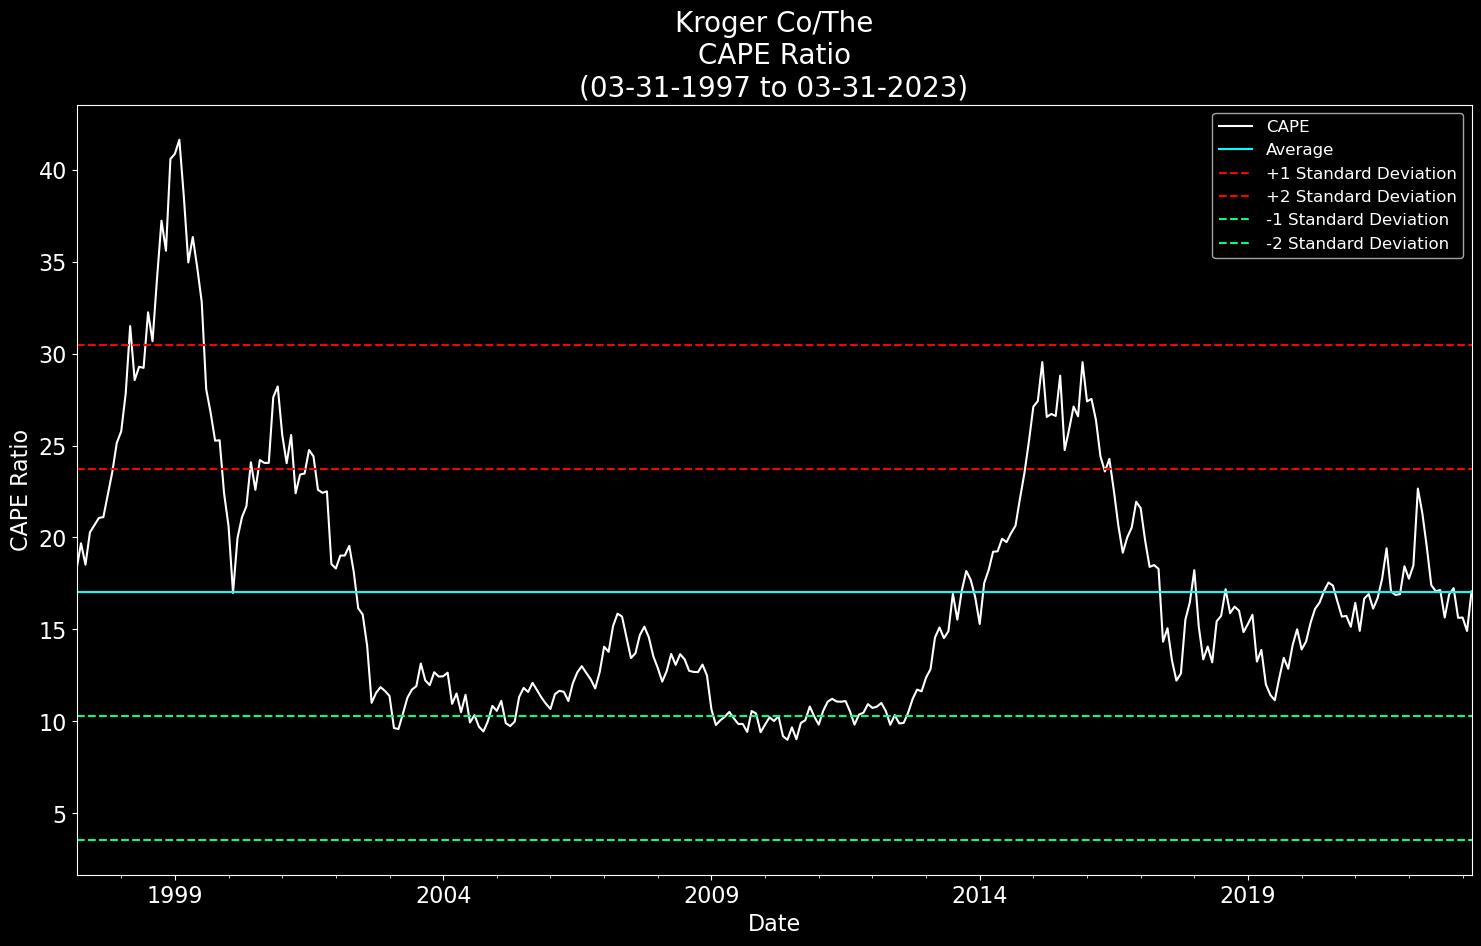 Kroger Co/The
CAPE Ratio
(03-31-1997 to 03-31-2023)
CAPE
Average
+1 Standard Deviation
+2 Standard Deviation
-1 Standard Deviation
-2 Standard Deviation
CAPE Ratio
40
35
30
25
20
15
10
5
1999 2004 2009 2014 2019
Date